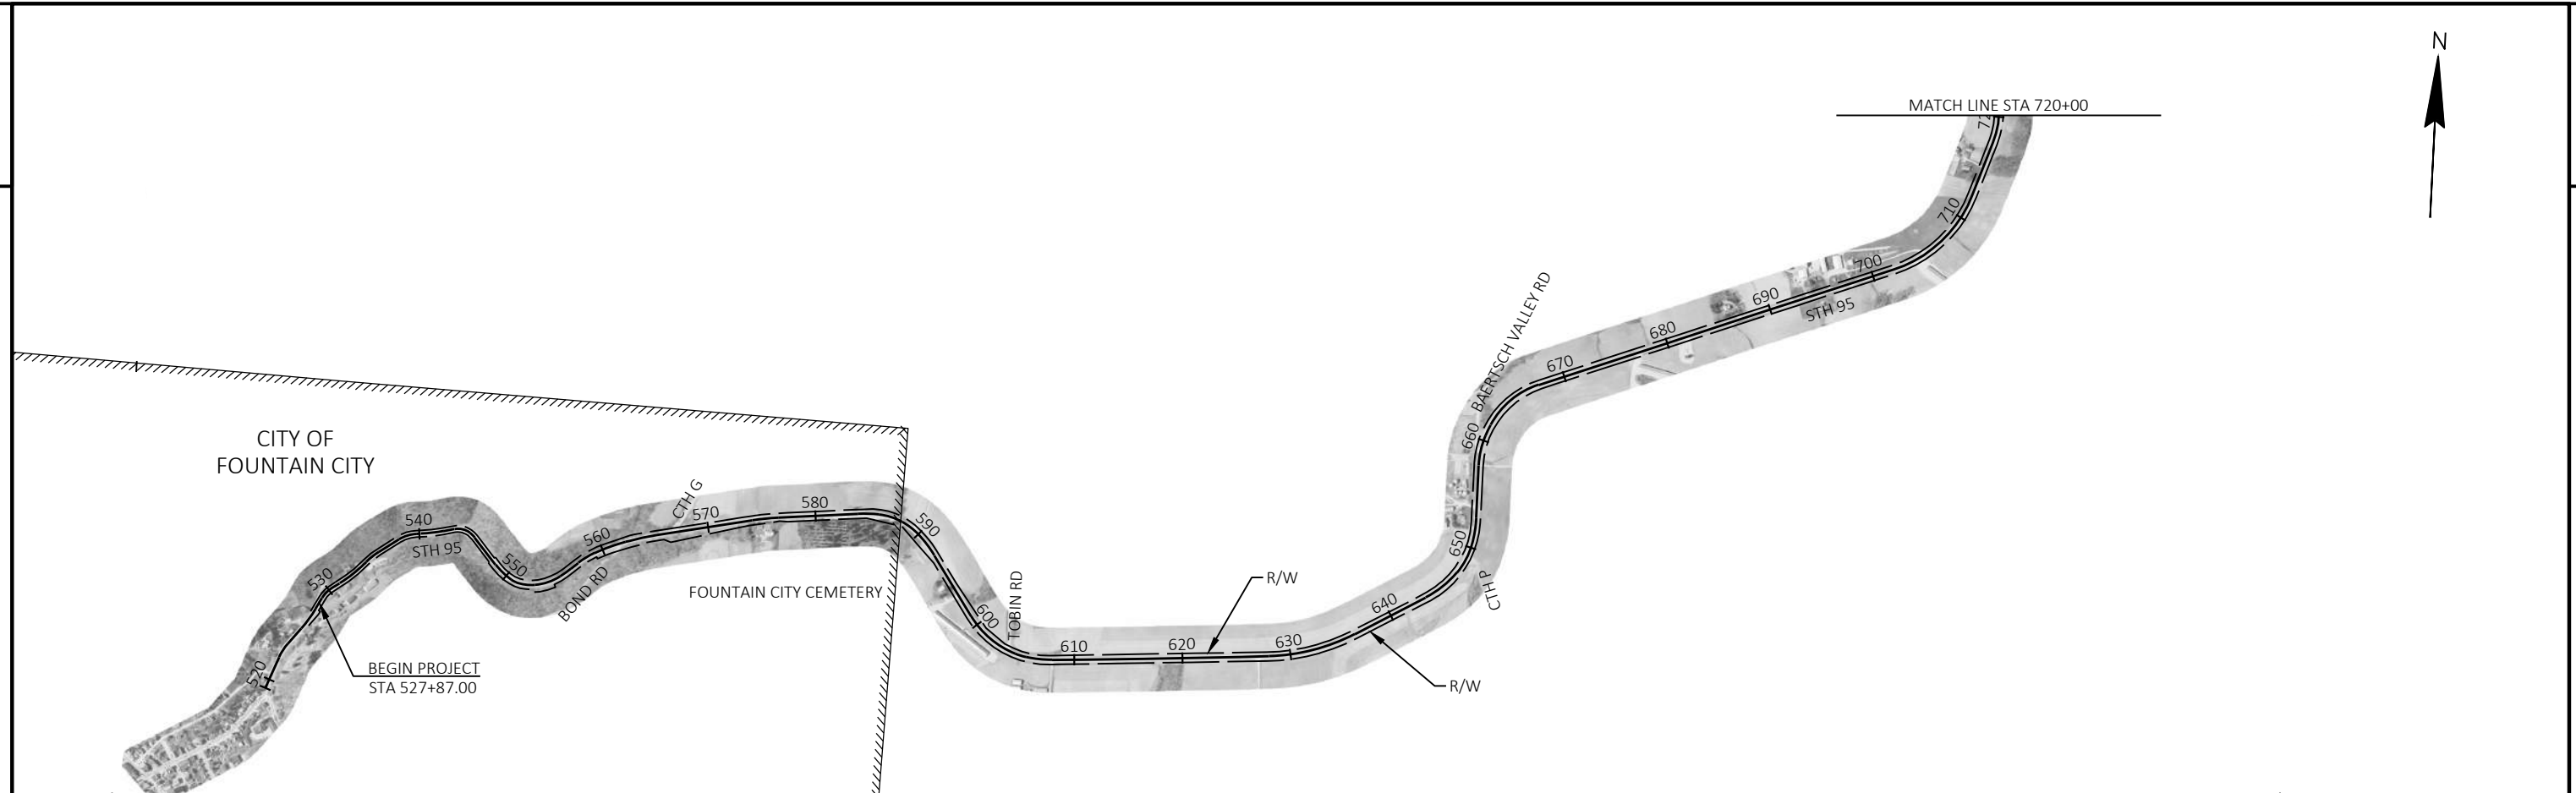 N
MATCH LINE STA 720+00
710
700
690
STH 95
680
670
BAERTSCH VALLEY RD
660
650
CTH P
640
R/W
630
R/W
620
610
TOBIN RD
600
590
CITY OF
FOUNTAIN CITY
580
CTH G
570
560
BOND RD
550
540
STH 95
530
520
FOUNTAIN CITY CEMETERY
BEGIN PROJECT
STA 527+87.00